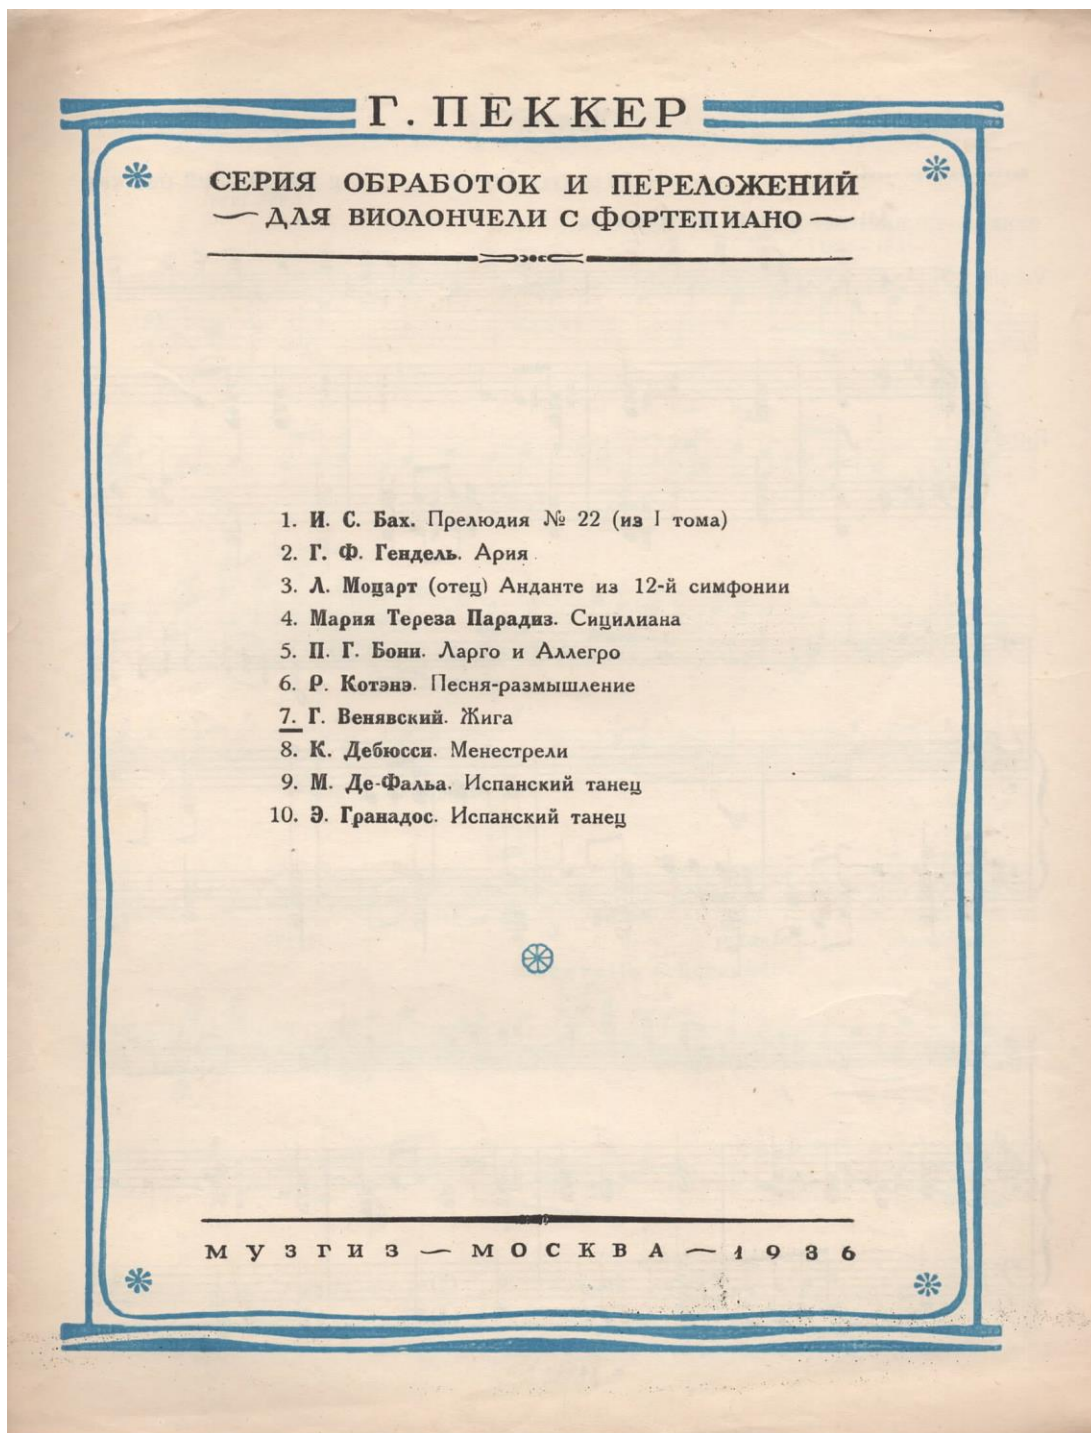 Г. ПЕККЕР
СЕРИЯ ОБРАБОТОК И ПЕРЕЛОЖЕНИЙ
— ДЛЯ ВИОЛОНЧЕЛИ С ФОРТЕПИАНО —
1. И. С. Бах. Прелюдия № 22 (из I тома)
2. Г. Ф. Гендель. Ария
3. Л. Моцарт (отец) Анданте из 12-й симфонии
4. Мария Тереза Парадиз. Сицилиана
5. П. Г. Бони. Ларго и Аллегро
6. Р. Котэнэ. Песня-размышление
7. Г. Венявский. Жига
8. К. Дебюсси. Менестрели
9. М. Де-Фалья. Испанский танец
10. Э. Гранадос. Испанский танец
МУЗГИЗ — МОСКВА — 1936